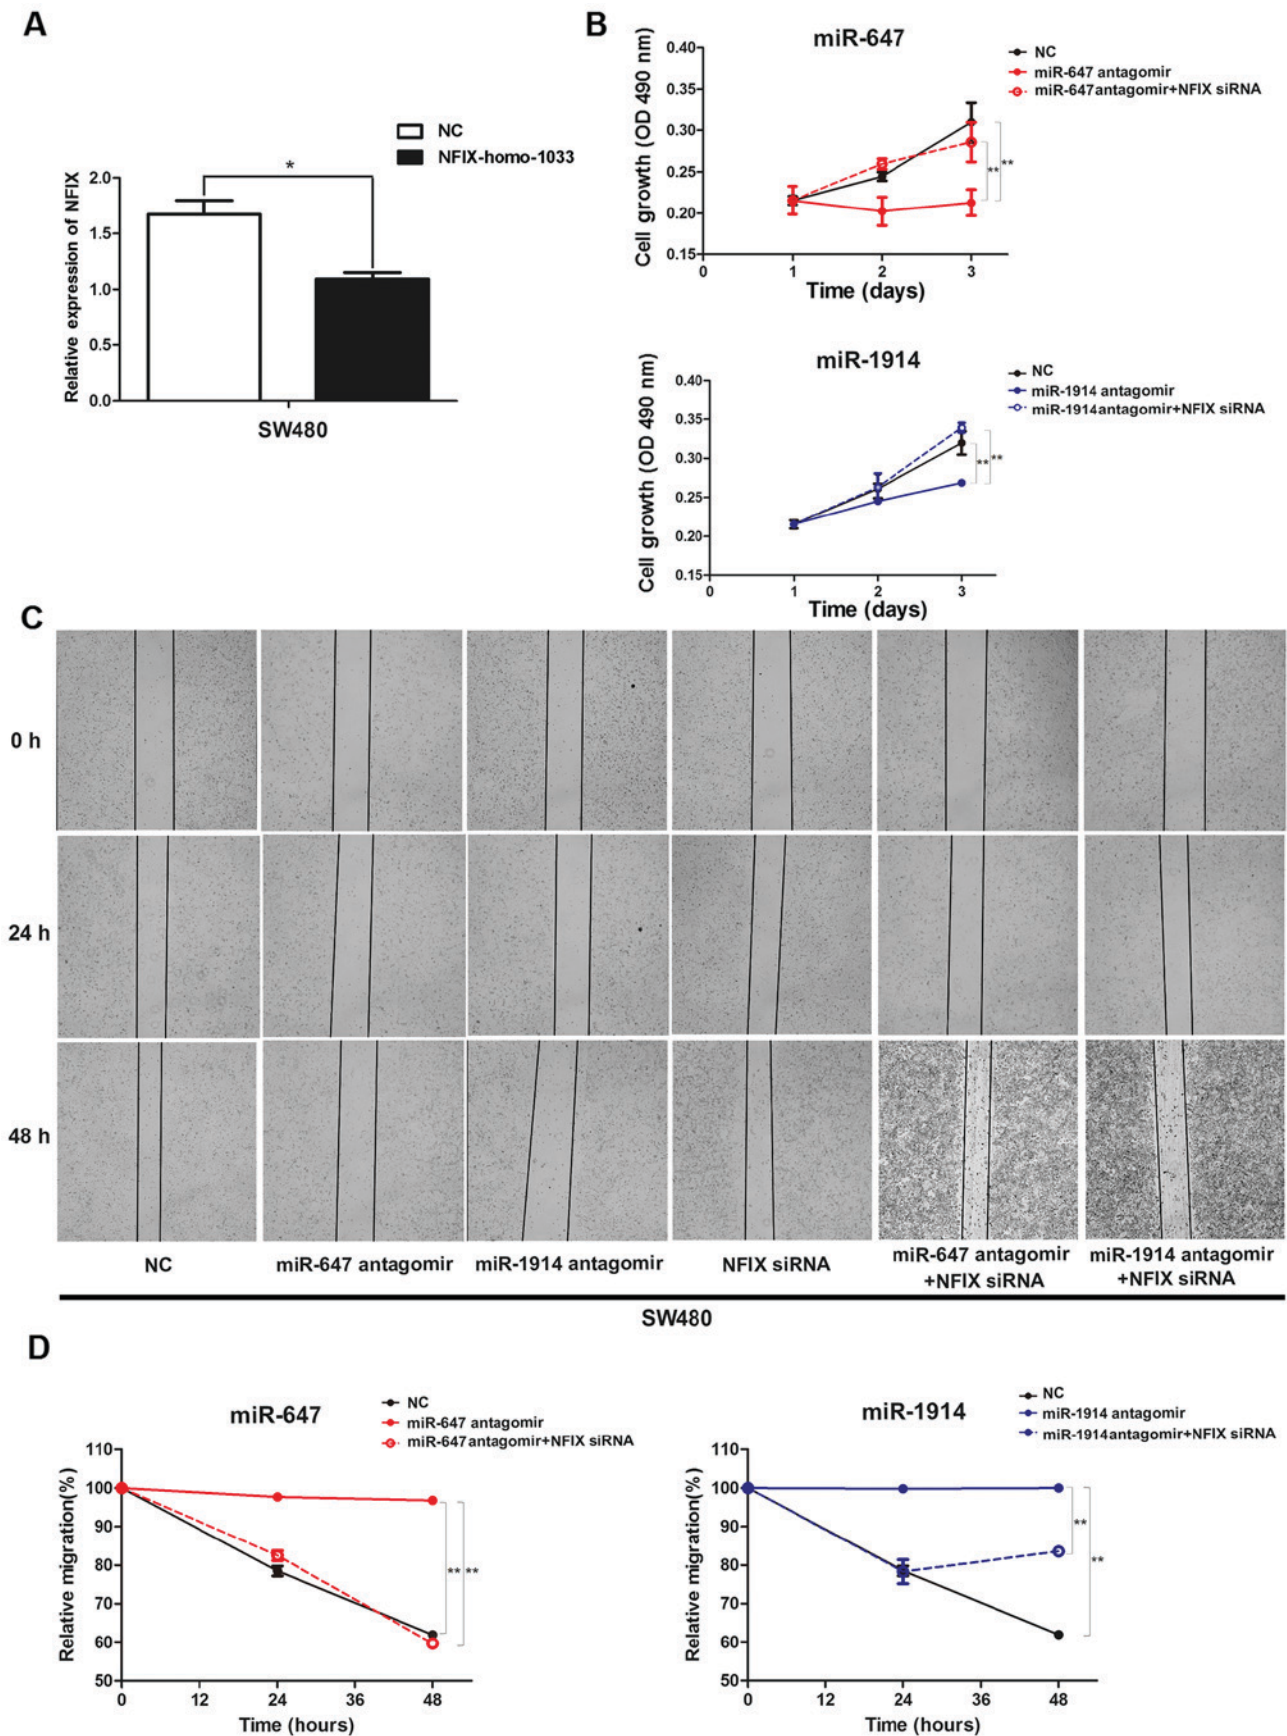 A
NC
NFIX-homo-1033
*
2.0
1.5
1.0
0.5
0.0
Relative expression of NFIX
SW480
B
miR-647
NC
miR-647 antagomir
miR-647antagomir+NFIX siRNA
0.40
0.35
0.30
0.25
0.20
0.15
Cell growth (OD 490 nm)
** **
0 1 2 3
Time (days)
miR-1914
NC
miR-1914 antagomir
miR-1914antagomir+NFIX siRNA
0.40
0.35
0.30
0.25
0.20
0.15
Cell growth (OD 490 nm)
** **
0 1 2 3
Time (days)
C
0 h
24 h
48 h
NC
miR-647 antagomir
miR-1914 antagomir
NFIX siRNA
miR-647 antagomir
+NFIX siRNA
miR-1914 antagomir
+NFIX siRNA
SW480
D
miR-647
NC
miR-647 antagomir
miR-647antagomir+NFIX siRNA
110
100
90
80
70
60
50
Relative migration(%)
** **
0 12 24 36 48
Time (hours)
miR-1914
NC
miR-1914 antagomir
miR-1914antagomir+NFIX siRNA
110
100
90
80
70
60
50
Relative migration(%)
**
**
0 12 24 36 48
Time (hours)